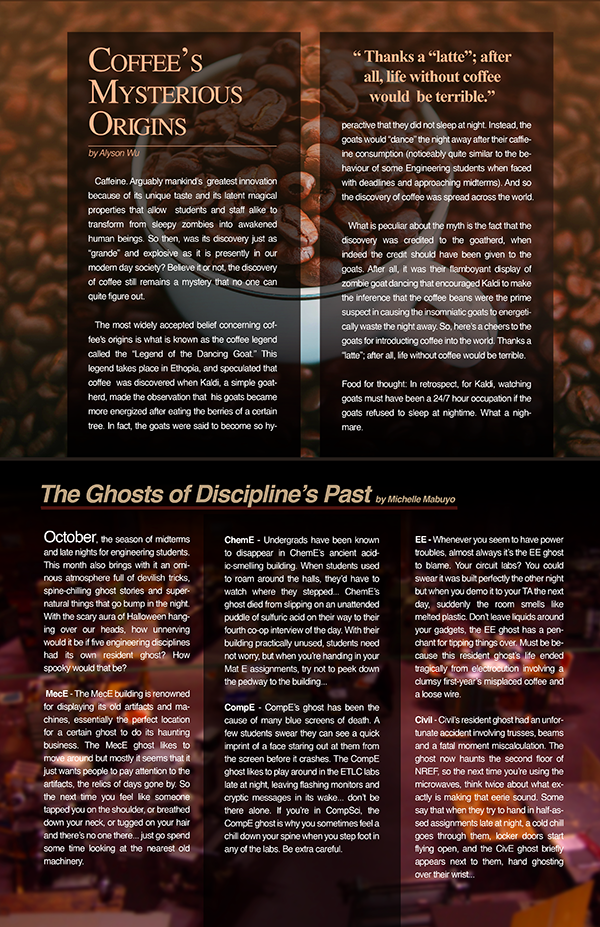 COFFEE'S
MYSTERIOUS
ORIGINS
by Alyson Wu
Caffeine. Arguably mankind's greatest innovation
because of its unique taste and its latent magical
properties that allow students and staff alike to
transform from sleepy zombies into awakened
human beings. So then, was its discovery just as
“grande” and explosive as it is presently in our
modern day society? Believe it or not, the discovery
of coffee still remains a mystery that no one can
quite figure out.
The most widely accepted belief concerning cof-
fee's origins is what is known as the coffee legend
called the “Legend of the Dancing Goat.” This
legend takes place in Ethopia, and speculated that
coffee was discovered when Kaldi, a simple goat-
herd, made the observation that his goats became
more energized after eating the berries of a certain
tree. In fact, the goats were said to become so hy-
“ Thanks a “latte”; after
all, life without coffee
would be terrible.”
peractive that they did not sleep at night. Instead, the
goats would “dance” the night away after their caffie-
ine consumption (noticeably quite similar to the be-
haviour of some Engineering students when faced
with deadlines and approaching midterms). And so
the discovery of coffee was spread across the world.
What is peculiar about the myth is the fact that the
discovery was credited to the goatherd, when
indeed the credit should have been given to the
goats. After all, it was their flamboyant display of
zombie goat dancing that encouraged Kaldi to make
the inference that the coffee beans were the prime
suspect in causing the insomniatic goats to energeti-
cally waste the night away. So, here's a cheers to the
goats for introducting coffee into the world. Thanks a
“latte”; after all, life without coffee would be terrible.
Food for thought: In retrospect, for Kaldi, watching
goats must have been a 24/7 hour occupation if the
goats refused to sleep at nightime. What a nigh-
mare.
The Ghosts of Discipline's Past by Michelle Mabuyo
October, the season of midterms
and late nights for engineering students.
This month also brings with it an omi-
nous atmosphere full of devilish tricks,
spine-chilling ghost stories and super-
natural things that go bump in the night.
With the scary aura of Halloween hang-
ing over our heads, how unnerving
would it be if five engineering disciplines
had its own resident ghost? How
spooky would that be?
MecE - The MecE building is renowned
for displaying its old artifacts and ma-
chines, essentially the perfect location
for a certain ghost to do its haunting
business. The MecE ghost likes to
move around but mostly it seems that it
just wants people to pay attention to the
artifacts, the relics of days gone by. So
the next time you feel like someone
tapped you on the shoulder, or breathed
down your neck, or tugged on your hair
and there's no one there... just go spend
some time looking at the nearest old
machinery.
ChemE - Undergrads have been known
to disappear in ChemE's ancient acid-
ic-smelling building. When students used
to roam around the halls, they'd have to
watch where they stepped... ChemE's
ghost died from slipping on an unattended
puddle of sulfuric acid on their way to their
fourth co-op interview of the day. With their
building practically unused, students need
not worry, but when you're handing in your
Mat E assignments, try not to peek down
the pedway to the building...
CompE - CompE's ghost has been the
cause of many blue screens of death. A
few students swear they can see a quick
imprint of a face staring out at them from
the screen before it crashes. The CompE
ghost likes to play around in the ETLC labs
late at night, leaving flashing monitors and
cryptic messages in its wake... don't be
there alone. If you're in CompSci, the
CompE ghost is why you sometimes feel a
chill down your spine when you step foot in
any of the labs. Be extra careful.
EE - Whenever you seem to have power
troubles, almost always it's the EE ghost
to blame. Your circuit labs? You could
swear it was built perfectly the other night
but when you demo it to your TA the next
day, suddenly the room smells like
melted plastic. Don't leave liquids around
your gadgets, the EE ghost has a pen-
chant for tipping things over. Must be be-
cause this resident ghost's life ended
tragically from electrocution involving a
clumsy first-year's misplaced coffee and
a loose wire.
Civil - Civil's resident ghost had an unfor-
tunate accident involving trusses, beams
and a fatal moment miscalculation. The
ghost now haunts the second floor of
NREF, so the next time you're using the
microwaves, think twice about what ex-
actly is making that eerie sound. Some
say that when they try to hand in half-as-
sed assignments late at night, a cold chill
goes through them, locker doors start
flying open, and the CivE ghost briefly
appears next to them, hand ghosting
over their wrist...